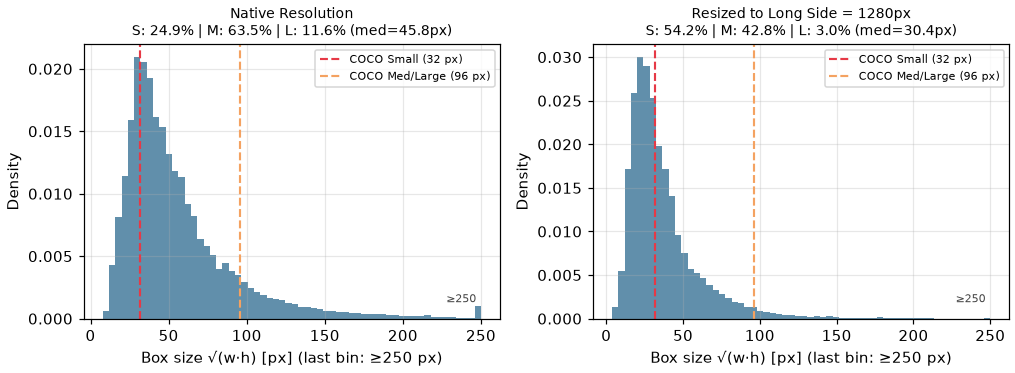 Native Resolution
S: 24.9% | M: 63.5% | L: 11.6% (med=45.8px)
COCO Small (32 px)
COCO Med/Large (96 px)
0.020
0.015
0.010
0.005
0.000
Density
≥250
0
50
100
150
200
250
Box size √(w·h) [px] (last bin: ≥250 px)
Resized to Long Side = 1280px
S: 54.2% | M: 42.8% | L: 3.0% (med=30.4px)
COCO Small (32 px)
COCO Med/Large (96 px)
0.030
0.025
0.020
0.015
0.010
0.005
0.000
Density
≥250
0
50
100
150
200
250
Box size √(w·h) [px] (last bin: ≥250 px)